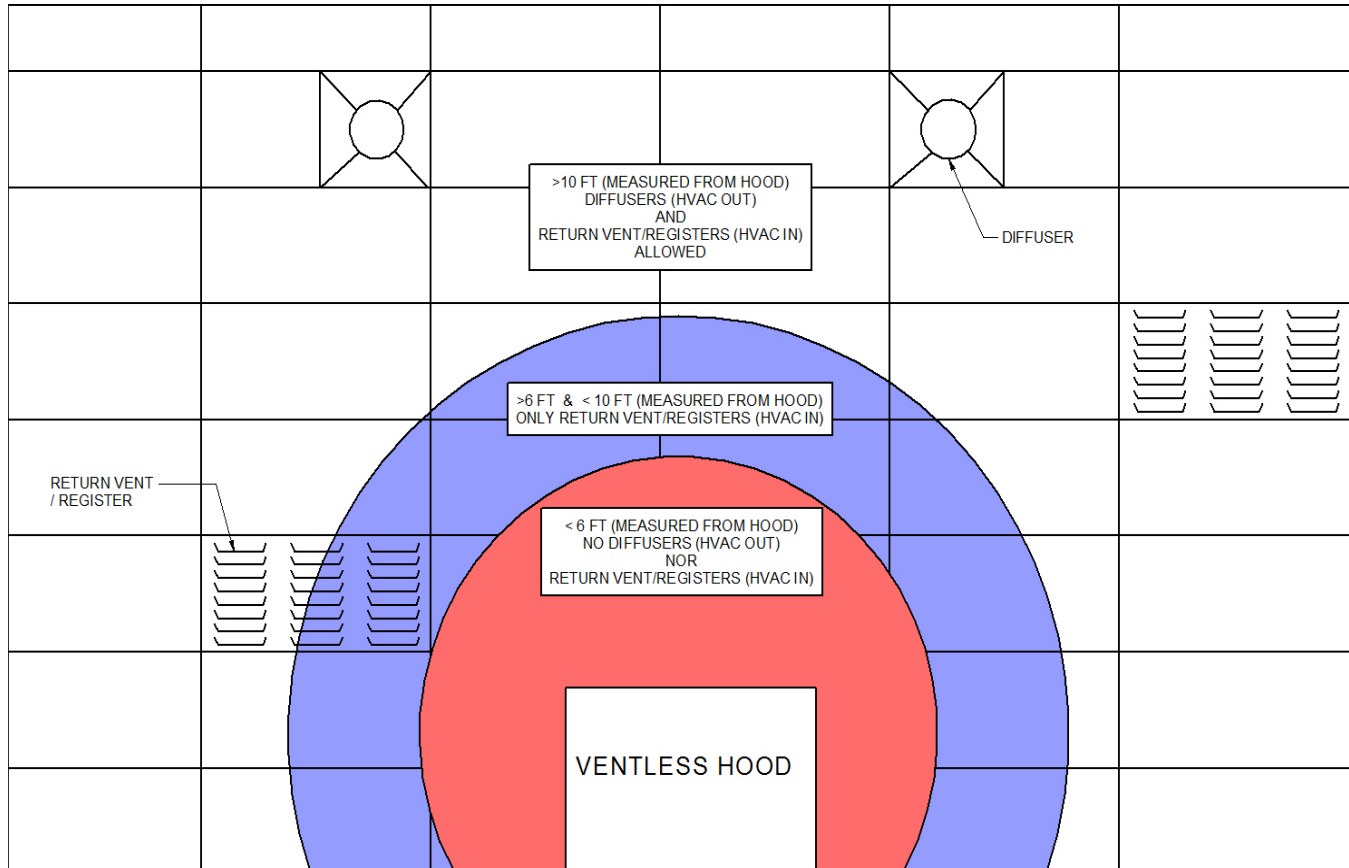 >10 FT (MEASURED FROM HOOD)
DIFFUSERS (HVAC OUT)
AND
RETURN VENT/REGISTERS (HVAC IN)
ALLOWED
DIFFUSER
>6 FT & < 10 FT (MEASURED FROM HOOD)
ONLY RETURN VENT/REGISTERS (HVAC IN)
RETURN VENT
/ REGISTER
< 6 FT (MEASURED FROM HOOD)
NO DIFFUSERS (HVAC OUT)
NOR
RETURN VENT/REGISTERS (HVAC IN)
VENTLESS HOOD